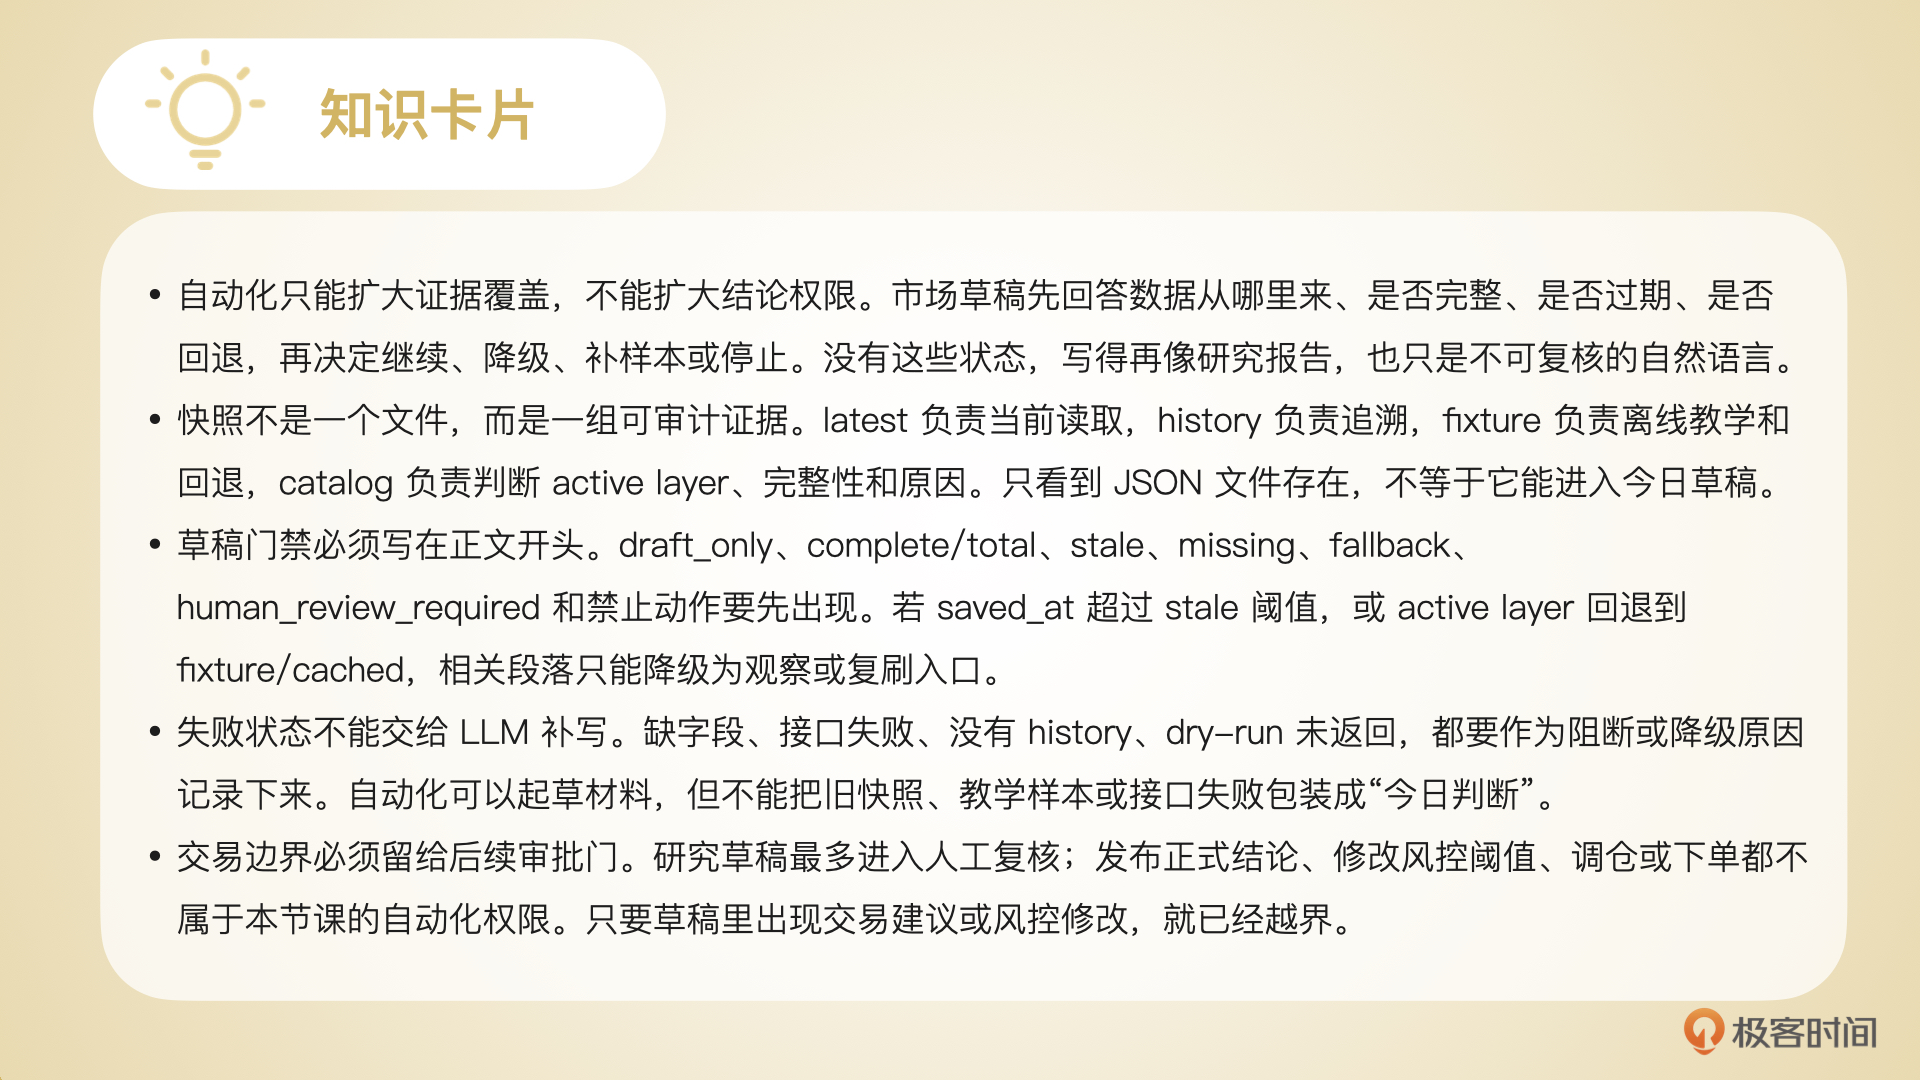 知识卡片
• 自动化只能扩大证据覆盖，不能扩大结论权限。市场草稿先回答数据从哪里来、是否完整、是否过期、是否
回退，再决定继续、降级、补样本或停止。没有这些状态，写得再像研究报告，也只是不可复核的自然语言。
• 快照不是一个文件，而是一组可审计证据。latest 负责当前读取，history 负责追溯，fixture 负责离线教学和
回退，catalog 负责判断 active layer、完整性和原因。只看到 JSON 文件存在，不等于它能进入今日草稿。
• 草稿门禁必须写在正文开头。draft_only、complete/total、stale、missing、fallback、
human_review_required 和禁止动作要先出现。若 saved_at 超过 stale 阈值，或 active layer 回退到
fixture/cached，相关段落只能降级为观察或复刷入口。
• 失败状态不能交给 LLM 补写。缺字段、接口失败、没有 history、dry-run 未返回，都要作为阻断或降级原因
记录下来。自动化可以起草材料，但不能把旧快照、教学样本或接口失败包装成“今日判断”。
• 交易边界必须留给后续审批门。研究草稿最多进入人工复核；发布正式结论、修改风控阈值、调仓或下单都不
属于本节课的自动化权限。只要草稿里出现交易建议或风控修改，就已经越界。
极客时间